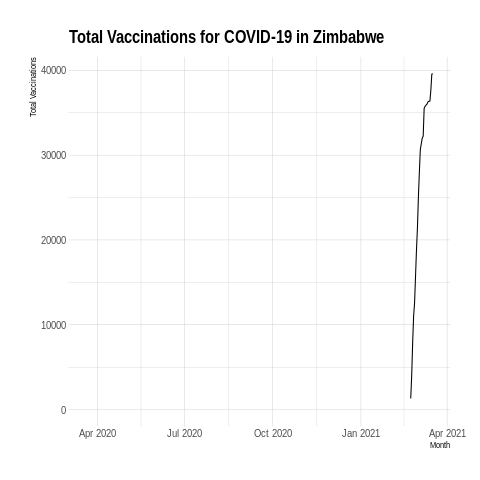 Total Vaccinations for COVID-19 in Zimbabwe
Total Vaccinations
40000
30000
20000
10000
0
Apr 2020 Jul 2020 Oct 2020 Jan 2021 Apr 2021
Month